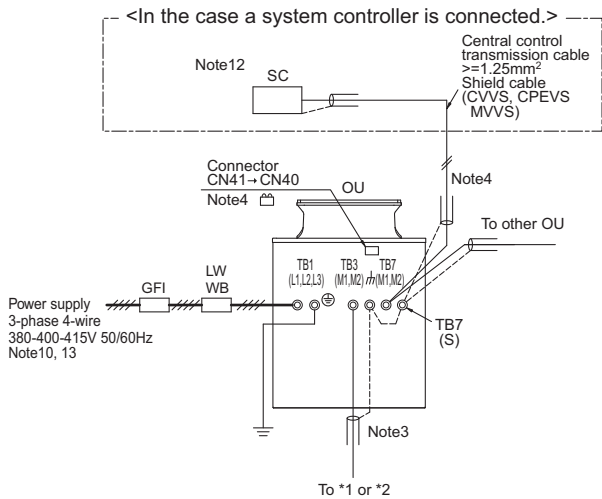 <In the case a system controller is connected.>
Note12
SC
Central control
transmission cable
>=1.25mm²
Shield cable
(CVVS, CPEVS
MVVS)
Connector
CN41→CN40
Note4
OU
Note4
To other OU
TB1
(L1,L2,L3)
TB3
(M1,M2)
TB7
(M1,M2)
GFI
LW
WB
Power supply
3-phase 4-wire
380-400-415V 50/60Hz
Note10, 13
TB7
(S)
Note3
To *1 or *2